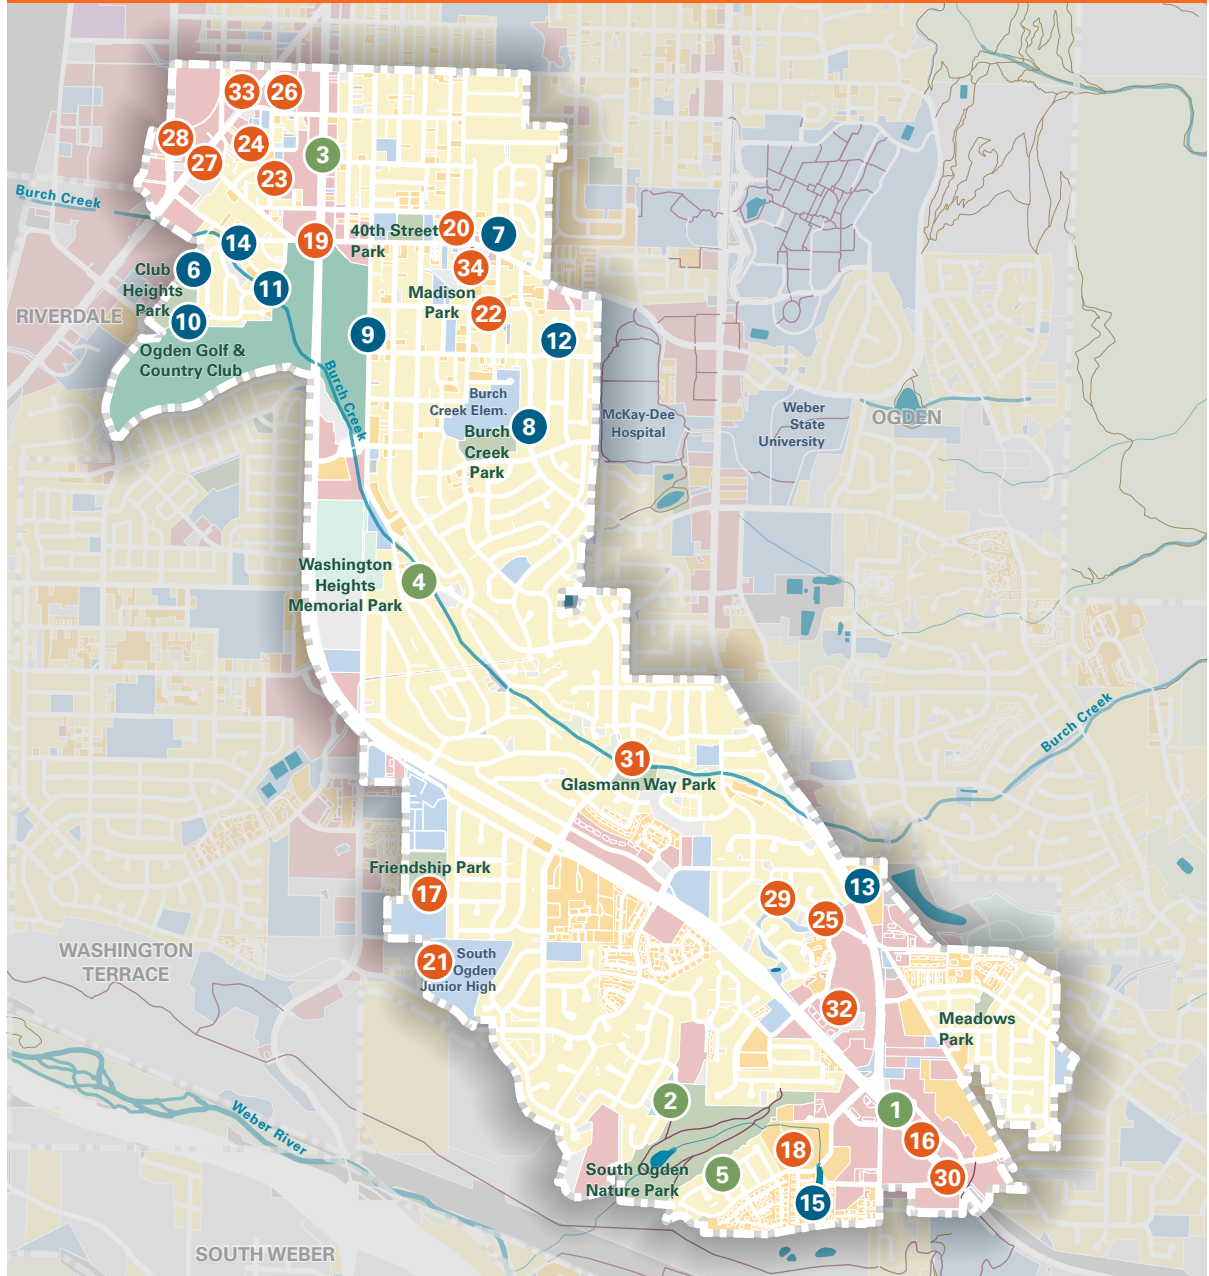 33
26
28
24
27
3
23
Burch Creek
20
7
19
40th Street
Park
14
34
Club
Heights
Park
6
11
Madison
Park
RIVERDALE
10
22
9
12
Ogden Golf &
Country Club
Burch Creek
Burch
Creek Elem.
8
Burch
Creek
Park
McKay-Dee
Hospital
Weber
State
University
OGDEN
Washington
Heights
Memorial Park
4
Burch Creek
31
Glasmann Way Park
Friendship Park
17
29
13
25
WASHINGTON
TERRACE
21
South
Ogden
Junior High
32
Meadows
Park
2
1
Weber River
16
18
South Ogden
Nature Park
5
30
15
SOUTH WEBER